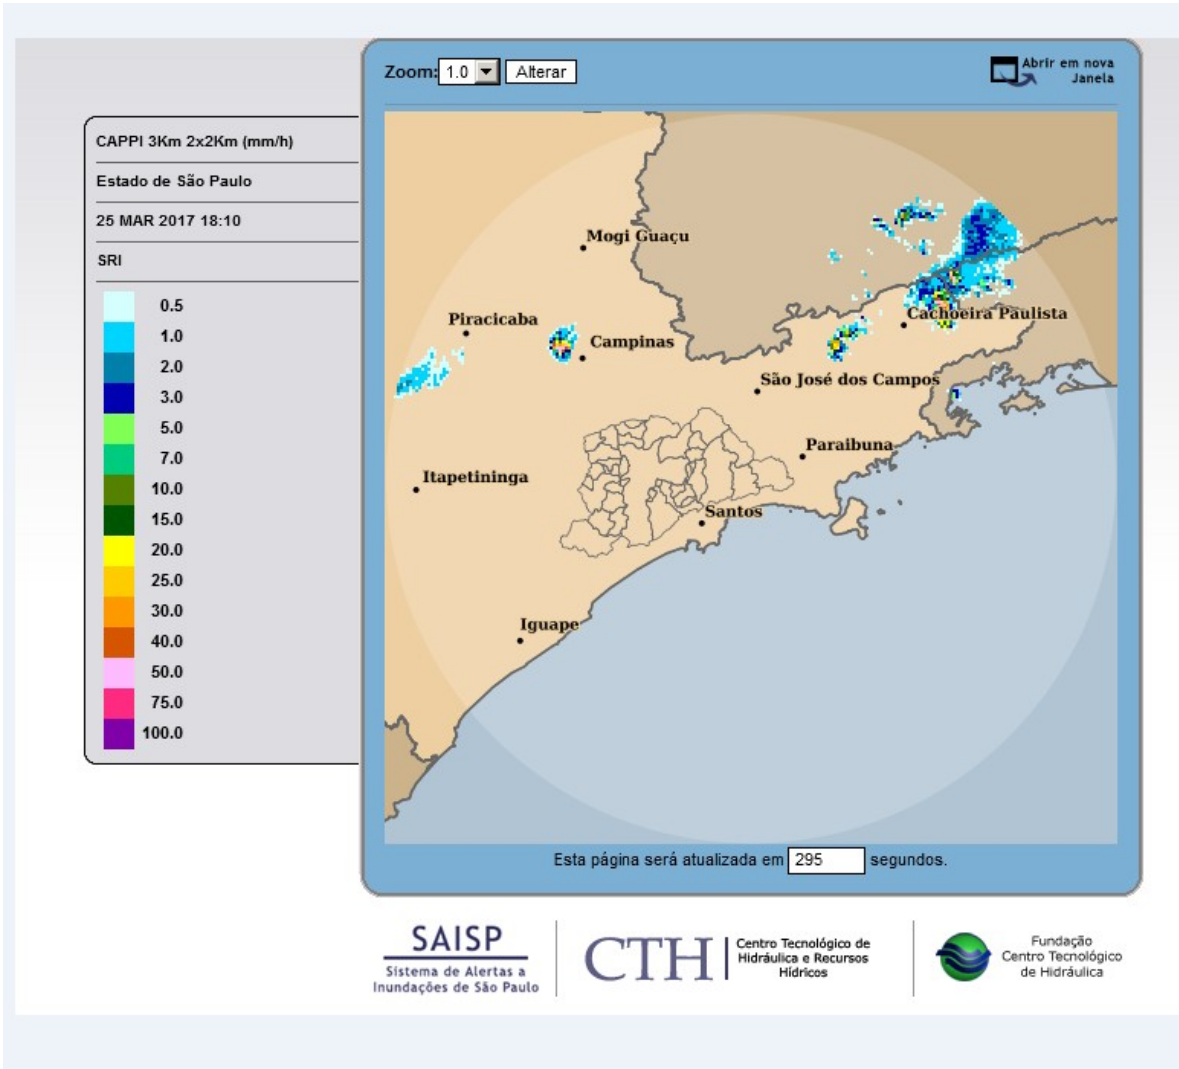 Zoom: 1.0 Alterar
Abrir em nova
Janela
CAPPI 3Km 2x2Km (mm/h)
Estado de São Paulo
25 MAR 2017 18:10
SRI
0.5
1.0
2.0
3.0
5.0
7.0
10.0
15.0
20.0
25.0
30.0
40.0
50.0
75.0
100.0
Mogi Guaçu
Piracicaba
Campinas
Cachoeira Paulista
São José dos Campos
Paraibuna
Itapetininga
Santos
Iguape
Esta página será atualizada em 295 segundos.
SAISP
Sistema de Alertas a
Inundações de São Paulo
CTH
Centro Tecnológico de
Hidráulica e Recursos
Hídricos
Fundação
Centro Tecnológico
de Hidráulica